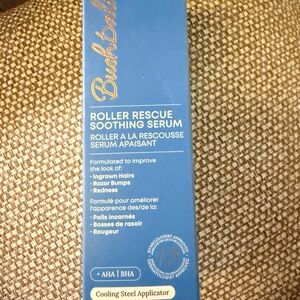 Bushbalm
ROLLER RESCUE
SOOTHING SERUM
ROLLER A LA RESCOUSSE
SERUM APAISANT
Formulated to improve
the look of:
• Ingrown Hairs
• Razor Bumps
• Redness
Formulé pour améliorer
l'apparence des/de la:
• Poils incarnés
• Bosses de rasoir
• Rougeur
+ AHA | BHA
Cooling Steel Applicator